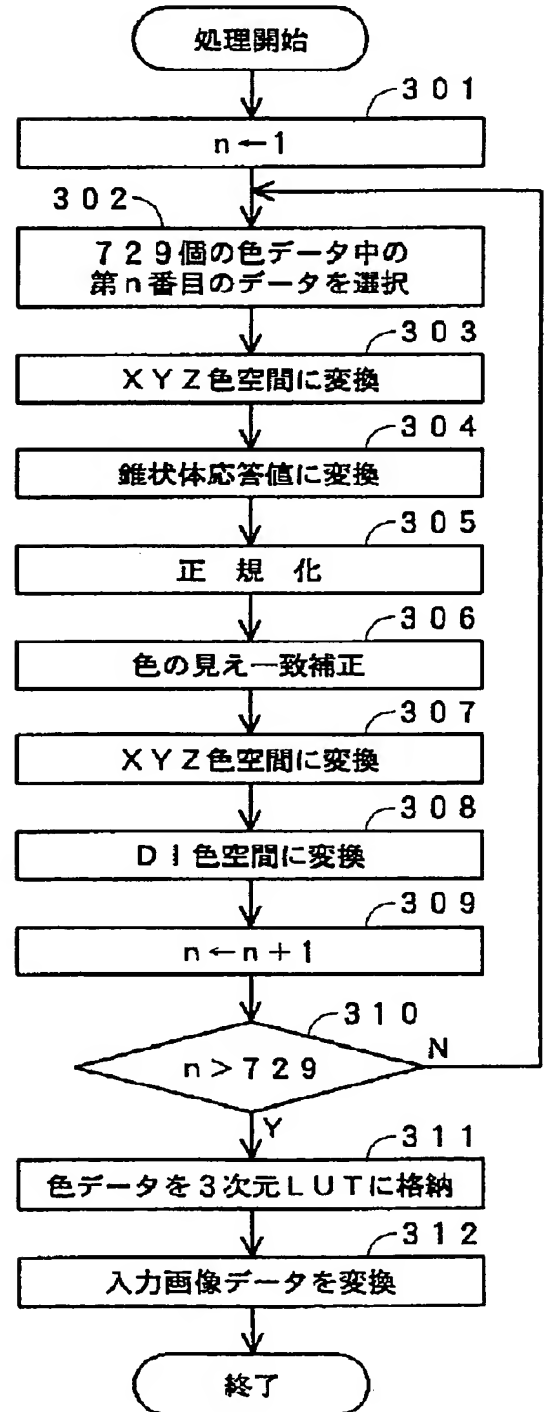 処理開始
301
n←1
302
729個の色データ中の
第n番目のデータを選択
303
XYZ色空間に変換
304
錐状体応答値に変換
305
正 規 化
306
色の見え一致補正
307
XYZ色空間に変換
308
DI色空間に変換
309
n←n+1
310
n>729
N
Y
311
色データを3次元LUTに格納
312
入力画像データを変換
終了